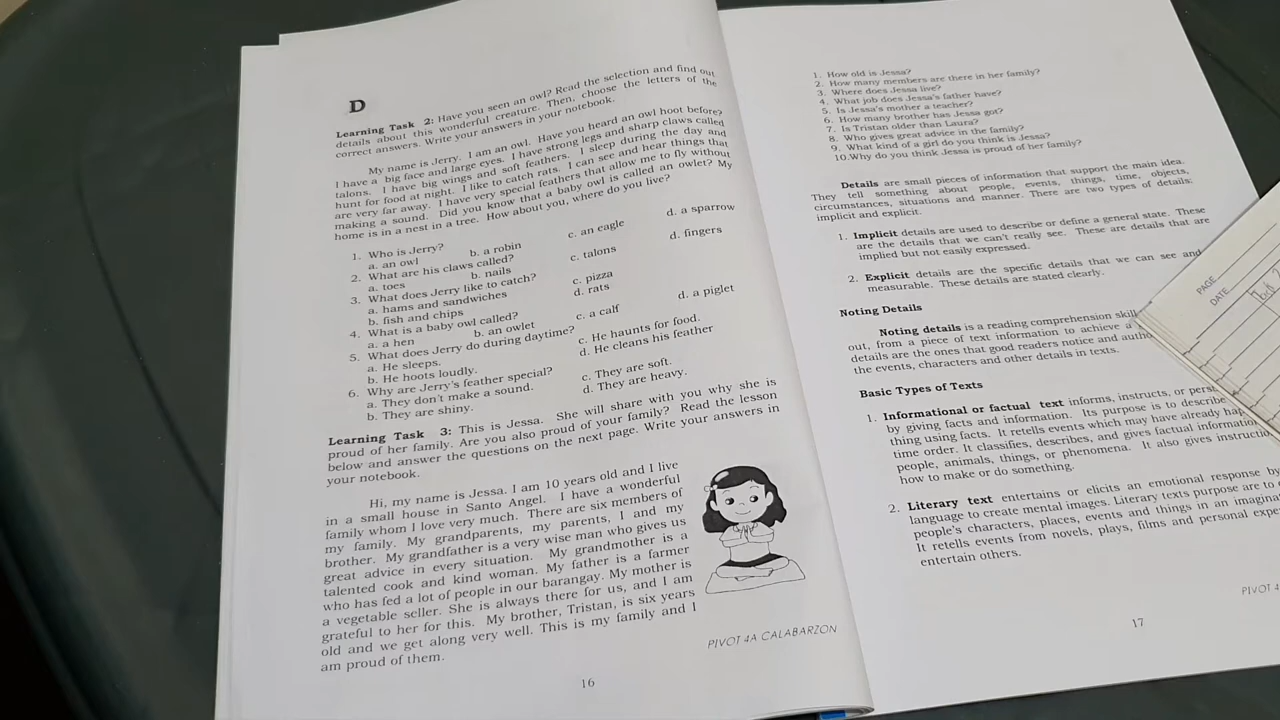 D
Learning Task 2: Have you seen an owl? Read the selection and find out
details about this wonderful creature. Then, choose the letters of the
correct answers. Write your answers in your notebook.
My name is Jerry. I am an owl. Have you heard an owl hoot before?
I have a big face and large eyes. I have strong legs and sharp claws called
talons. I have big wings and soft feathers. I sleep during the day and
hunt for food at night. I like to catch rats. I can see and hear things that
are very far away. I have very special feathers that allow me to fly without
making a sound. Did you know that a baby owl is called an owlet? My
home is in a nest in a tree. How about you, where do you live?
1. Who is Jerry?
a. an owl b. a robin c. an eagle d. a sparrow
2. What are his claws called?
a. toes b. nails c. talons d. fingers
3. What does Jerry like to catch?
a. hams and sandwiches c. pizza
b. fish and chips d. rats
4. What is a baby owl called?
a. a hen b. an owlet c. a calf d. a piglet
5. What does Jerry do during daytime?
a. He sleeps. c. He haunts for food.
b. He hoots loudly. d. He cleans his feather
6. Why are Jerry's feather special?
a. They don't make a sound. c. They are soft.
b. They are shiny. d. They are heavy.
Learning Task 3: This is Jessa. She will share with you why she is
proud of her family. Are you also proud of your family? Read the lesson
below and answer the questions on the next page. Write your answers in
your notebook.
Hi, my name is Jessa. I am 10 years old and I live
in a small house in Santo Angel. I have a wonderful
family whom I love very much. There are six members of
my family. My grandparents, my parents, I and my
brother. My grandfather is a very wise man who gives us
great advice in every situation. My grandmother is a
talented cook and kind woman. My father is a farmer
who has fed a lot of people in our barangay. My mother is
a vegetable seller. She is always there for us, and I am
grateful to her for this. My brother, Tristan, is six years
old and we get along very well. This is my family and I
am proud of them.
PIVOT 4A CALABARZON
16
1. How old is Jessa?
2. How many members are there in her family?
3. Where does Jessa live?
4. What job does Jessa's father have?
5. Is Jessa's mother a teacher?
6. How many brother has Jessa got?
7. Is Tristan older than Laura?
8. Who gives great advice in the family?
9. What kind of a girl do you think is Jessa?
10.Why do you think Jessa is proud of her family?
Details are small pieces of information that support the main idea.
They tell something about people, events, things, time, objects,
circumstances, situations and manner. There are two types of details:
implicit and explicit.
1. Implicit details are used to describe or define a general state. These
are the details that we can't really see. These are details that are
implied but not easily expressed.
2. Explicit details are the specific details that we can see and
measurable. These details are stated clearly.
Noting Details
Noting details is a reading comprehension skill
out, from a piece of text information to achieve a
details are the ones that good readers notice and
the events, characters and other details in texts.
Basic Types of Texts
1. Informational or factual text informs, instructs, or
by giving facts and information. Its purpose is to describe
thing using facts. It retells events which may have already
time order. It classifies, describes, and gives factual
people, animals, things, or phenomena. It also gives
how to make or do something.
2. Literary text entertains or elicits an emotional response by
language to create mental images. Literary texts purpose are to
people's characters, places, events and things in an
It retells events from novels, plays, films and personal
entertain others.
PIVOT
17
PAGE
DATE